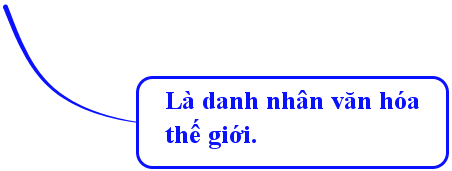 Là danh nhân văn hóa
thế giới.